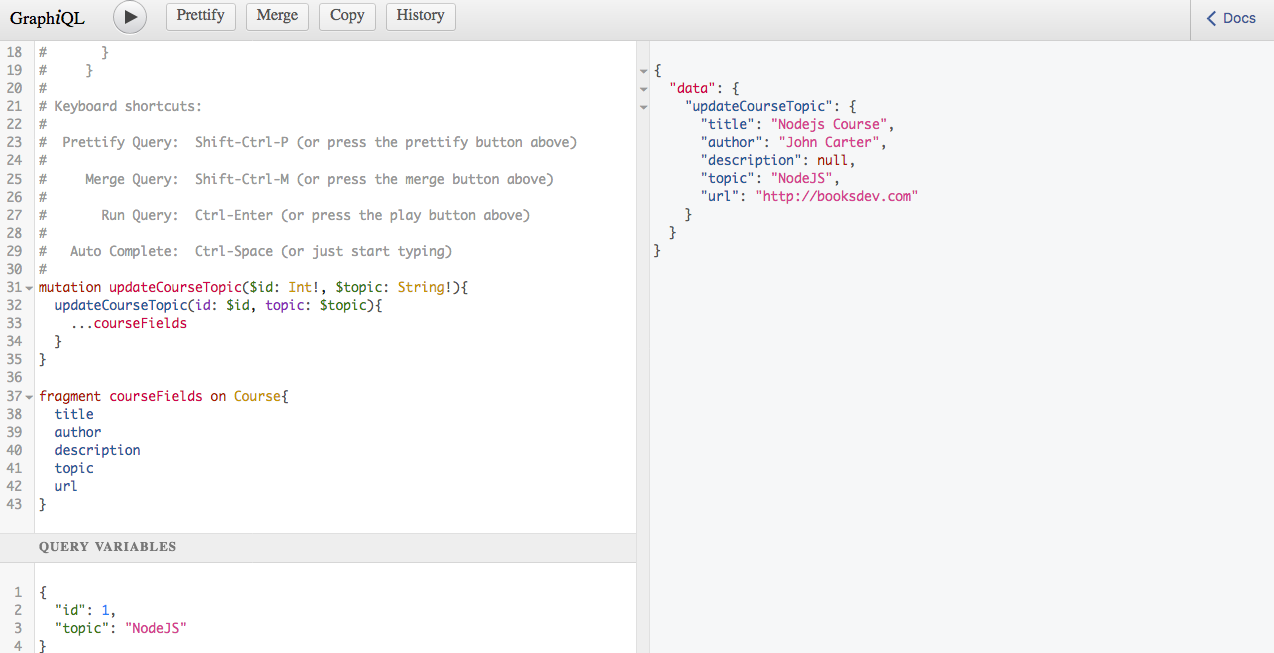 GraphiQL
Prettify
Merge
Copy
History
Docs
18 #       }
19 #     }
20 #
21 # Keyboard shortcuts:
22 #
23 #  Prettify Query:  Shift-Ctrl-P (or press the prettify button above)
24 #
25 #     Merge Query:  Shift-Ctrl-M (or press the merge button above)
26 #
27 #       Run Query:  Ctrl-Enter (or press the play button above)
28 #
29 #   Auto Complete:  Ctrl-Space (or just start typing)
30 #
31 mutation updateCourseTopic($id: Int!, $topic: String!){
32   updateCourseTopic(id: $id, topic: $topic){
33     ...courseFields
34   }
35 }
36
37 fragment courseFields on Course{
38   title
39   author
40   description
41   topic
42   url
43 }
QUERY VARIABLES
1 {
2   "id": 1,
3   "topic": "NodeJS"
4 }
{
  "data": {
    "updateCourseTopic": {
      "title": "Nodejs Course",
      "author": "John Carter",
      "description": null,
      "topic": "NodeJS",
      "url": "http://booksdev.com"
    }
  }
}